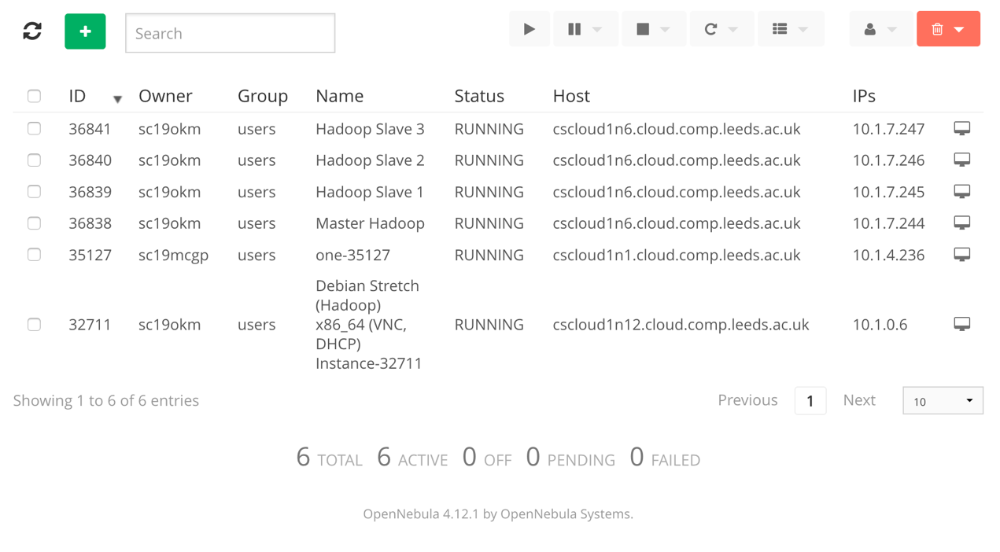 Search
ID Owner Group Name Status Host IPs
36841 sc19okm users Hadoop Slave 3 RUNNING cscloud1n6.cloud.comp.leeds.ac.uk 10.1.7.247
36840 sc19okm users Hadoop Slave 2 RUNNING cscloud1n6.cloud.comp.leeds.ac.uk 10.1.7.246
36839 sc19okm users Hadoop Slave 1 RUNNING cscloud1n6.cloud.comp.leeds.ac.uk 10.1.7.245
36838 sc19okm users Master Hadoop RUNNING cscloud1n6.cloud.comp.leeds.ac.uk 10.1.7.244
35127 sc19mcgp users one-35127 RUNNING cscloud1n1.cloud.comp.leeds.ac.uk 10.1.4.236
Debian Stretch
(Hadoop)
32711 sc19okm users x86_64 (VNC, RUNNING cscloud1n12.cloud.comp.leeds.ac.uk 10.1.0.6
DHCP)
Instance-32711
Showing 1 to 6 of 6 entries Previous 1 Next 10
6 TOTAL 6 ACTIVE 0 OFF 0 PENDING 0 FAILED
OpenNebula 4.12.1 by OpenNebula Systems.